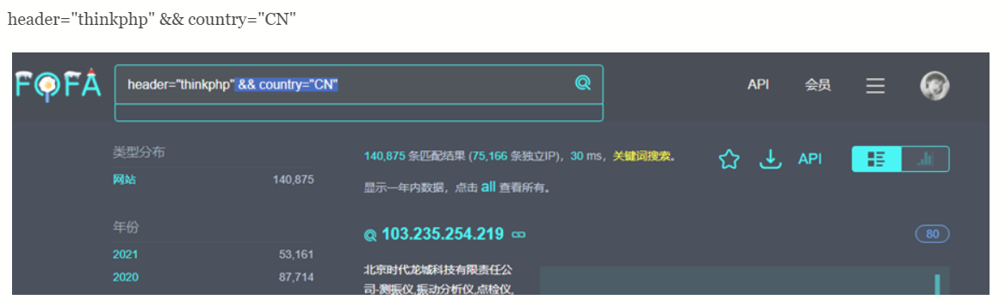 header="thinkphp" && country="CN"
FOFA
header="thinkphp" && country="CN"
API
会员
类型分布
网站 140,875
140,875 条匹配结果 (75,166 条独立IP)，30 ms，关键词搜索。
API
显示一年内数据，点击 all 查看所有。
年份
103.235.254.219
80
2021 53,161
2020 87,714
北京时代龙城科技有限责任公
司-测振仪,振动分析仪,点检仪,